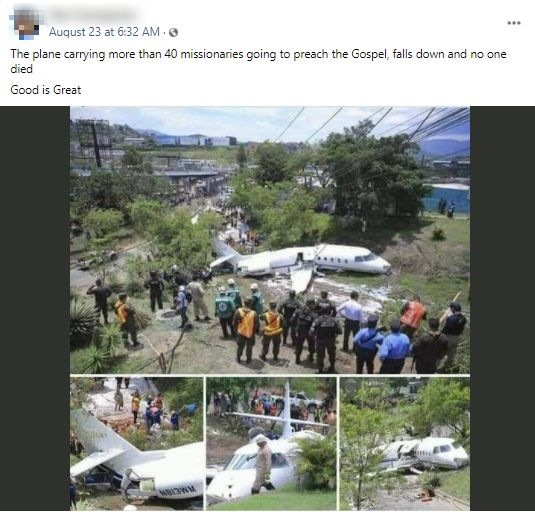 August 23 at 6:32 AM ·
The plane carrying more than 40 missionaries going to preach the Gospel, falls down and no one
died
Good is Great
N813WM